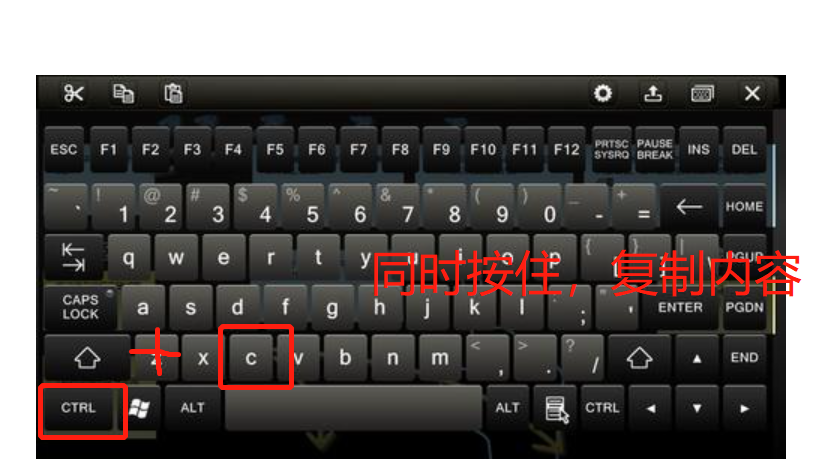 ESC F1 F2 F3 F4 F5 F6 F7 F8 F9 F10 F11 F12 PRTSC SYSRQ PAUSE BREAK INS DEL
~ ` ! 1 @ 2 # 3 $ 4 % 5 ^ 6 & 7 * 8 ( 9 ) 0 _ - + = ← HOME
q w e r t y u i o p { [ } ] | \ PGUP
同时按住，复制内容
CAPS LOCK a s d f g h j k l : ; " ' ENTER PGDN
z x c v b n m < , > . ? / END
CTRL ALT ALT CTRL